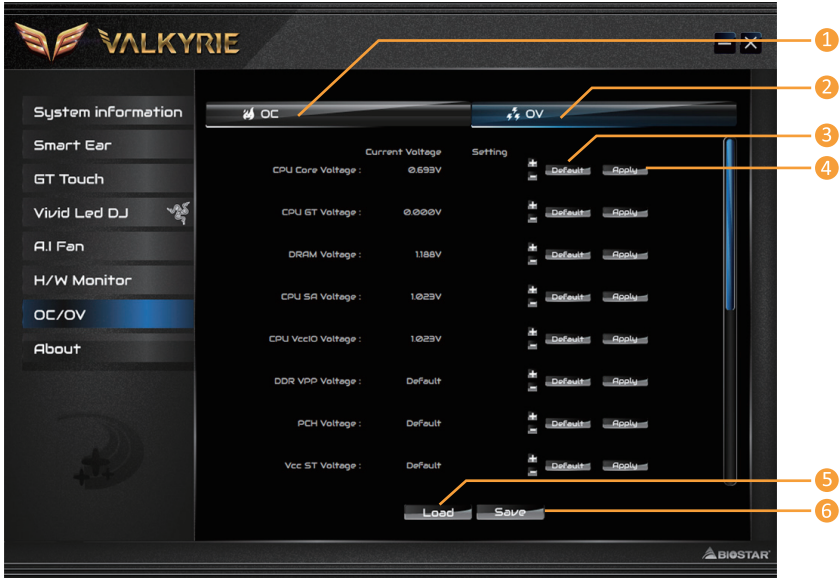 VALKYRIE
1
2
OC
OV
System information
Smart Ear
GT Touch
Vivid Led DJ
A.I Fan
H/W Monitor
OC/OV
About
Current Voltage Setting
3
4
CPU Core Voltage : 0.693V + - Default Apply
CPU GT Voltage : 0.000V + - Default Apply
DRAM Voltage : 1.188V + - Default Apply
CPU SA Voltage : 1.023V + - Default Apply
CPU VccIO Voltage : 1.023V + - Default Apply
DDR VPP Voltage : Default + - Default Apply
PCH Voltage : Default + - Default Apply
Vcc ST Voltage : Default + - Default Apply
5
6
Load Save
BIOSTAR